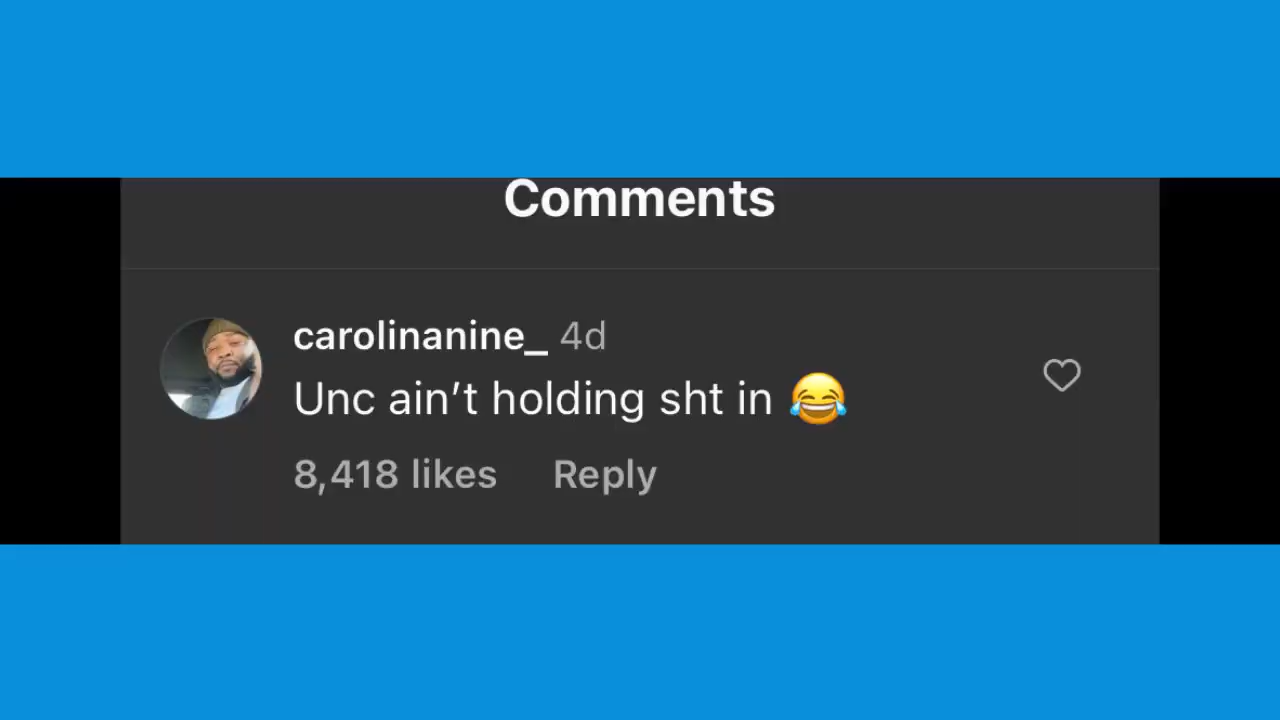 Comments
carolinanine_ 4d
Unc ain’t holding sht in 😂
8,418 likes Reply